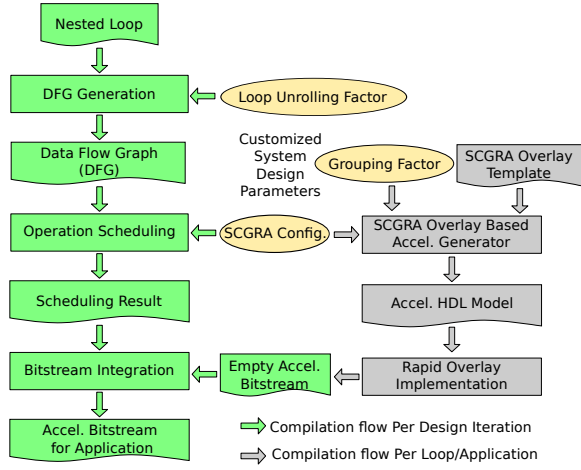 Nested Loop
DFG Generation
Loop Unrolling Factor
Data Flow Graph
(DFG)
Customized
System
Design
Parameters
Grouping Factor
SCGRA Overlay
Template
Operation Scheduling
SCGRA Config.
SCGRA Overlay Based
Accel. Generator
Scheduling Result
Accel. HDL Model
Bitstream Integration
Empty Accel.
Bitstream
Rapid Overlay
Implementation
Accel. Bitstream
for Application
Compilation flow Per Design Iteration
Compilation flow Per Loop/Application